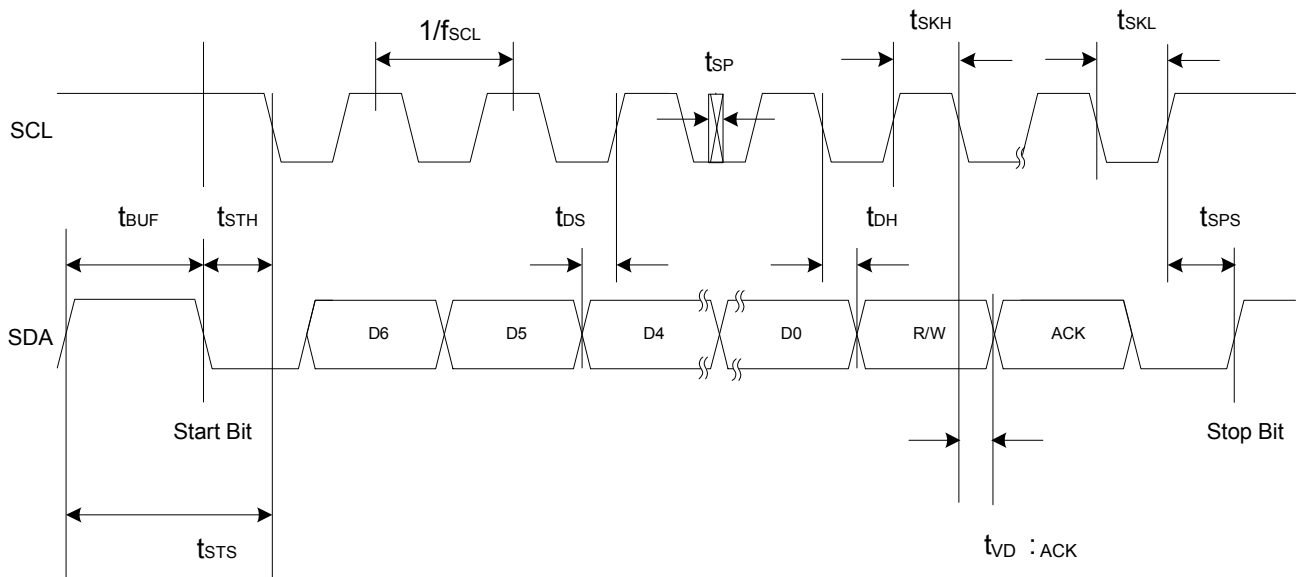 1/fSCL
tSKH
tSKL
tSP
SCL
tBUF
tSTH
tDS
tDH
tSPS
SDA
D6
D5
D4
D0
R/W
ACK
Start Bit
Stop Bit
tSTS
tVD : ACK